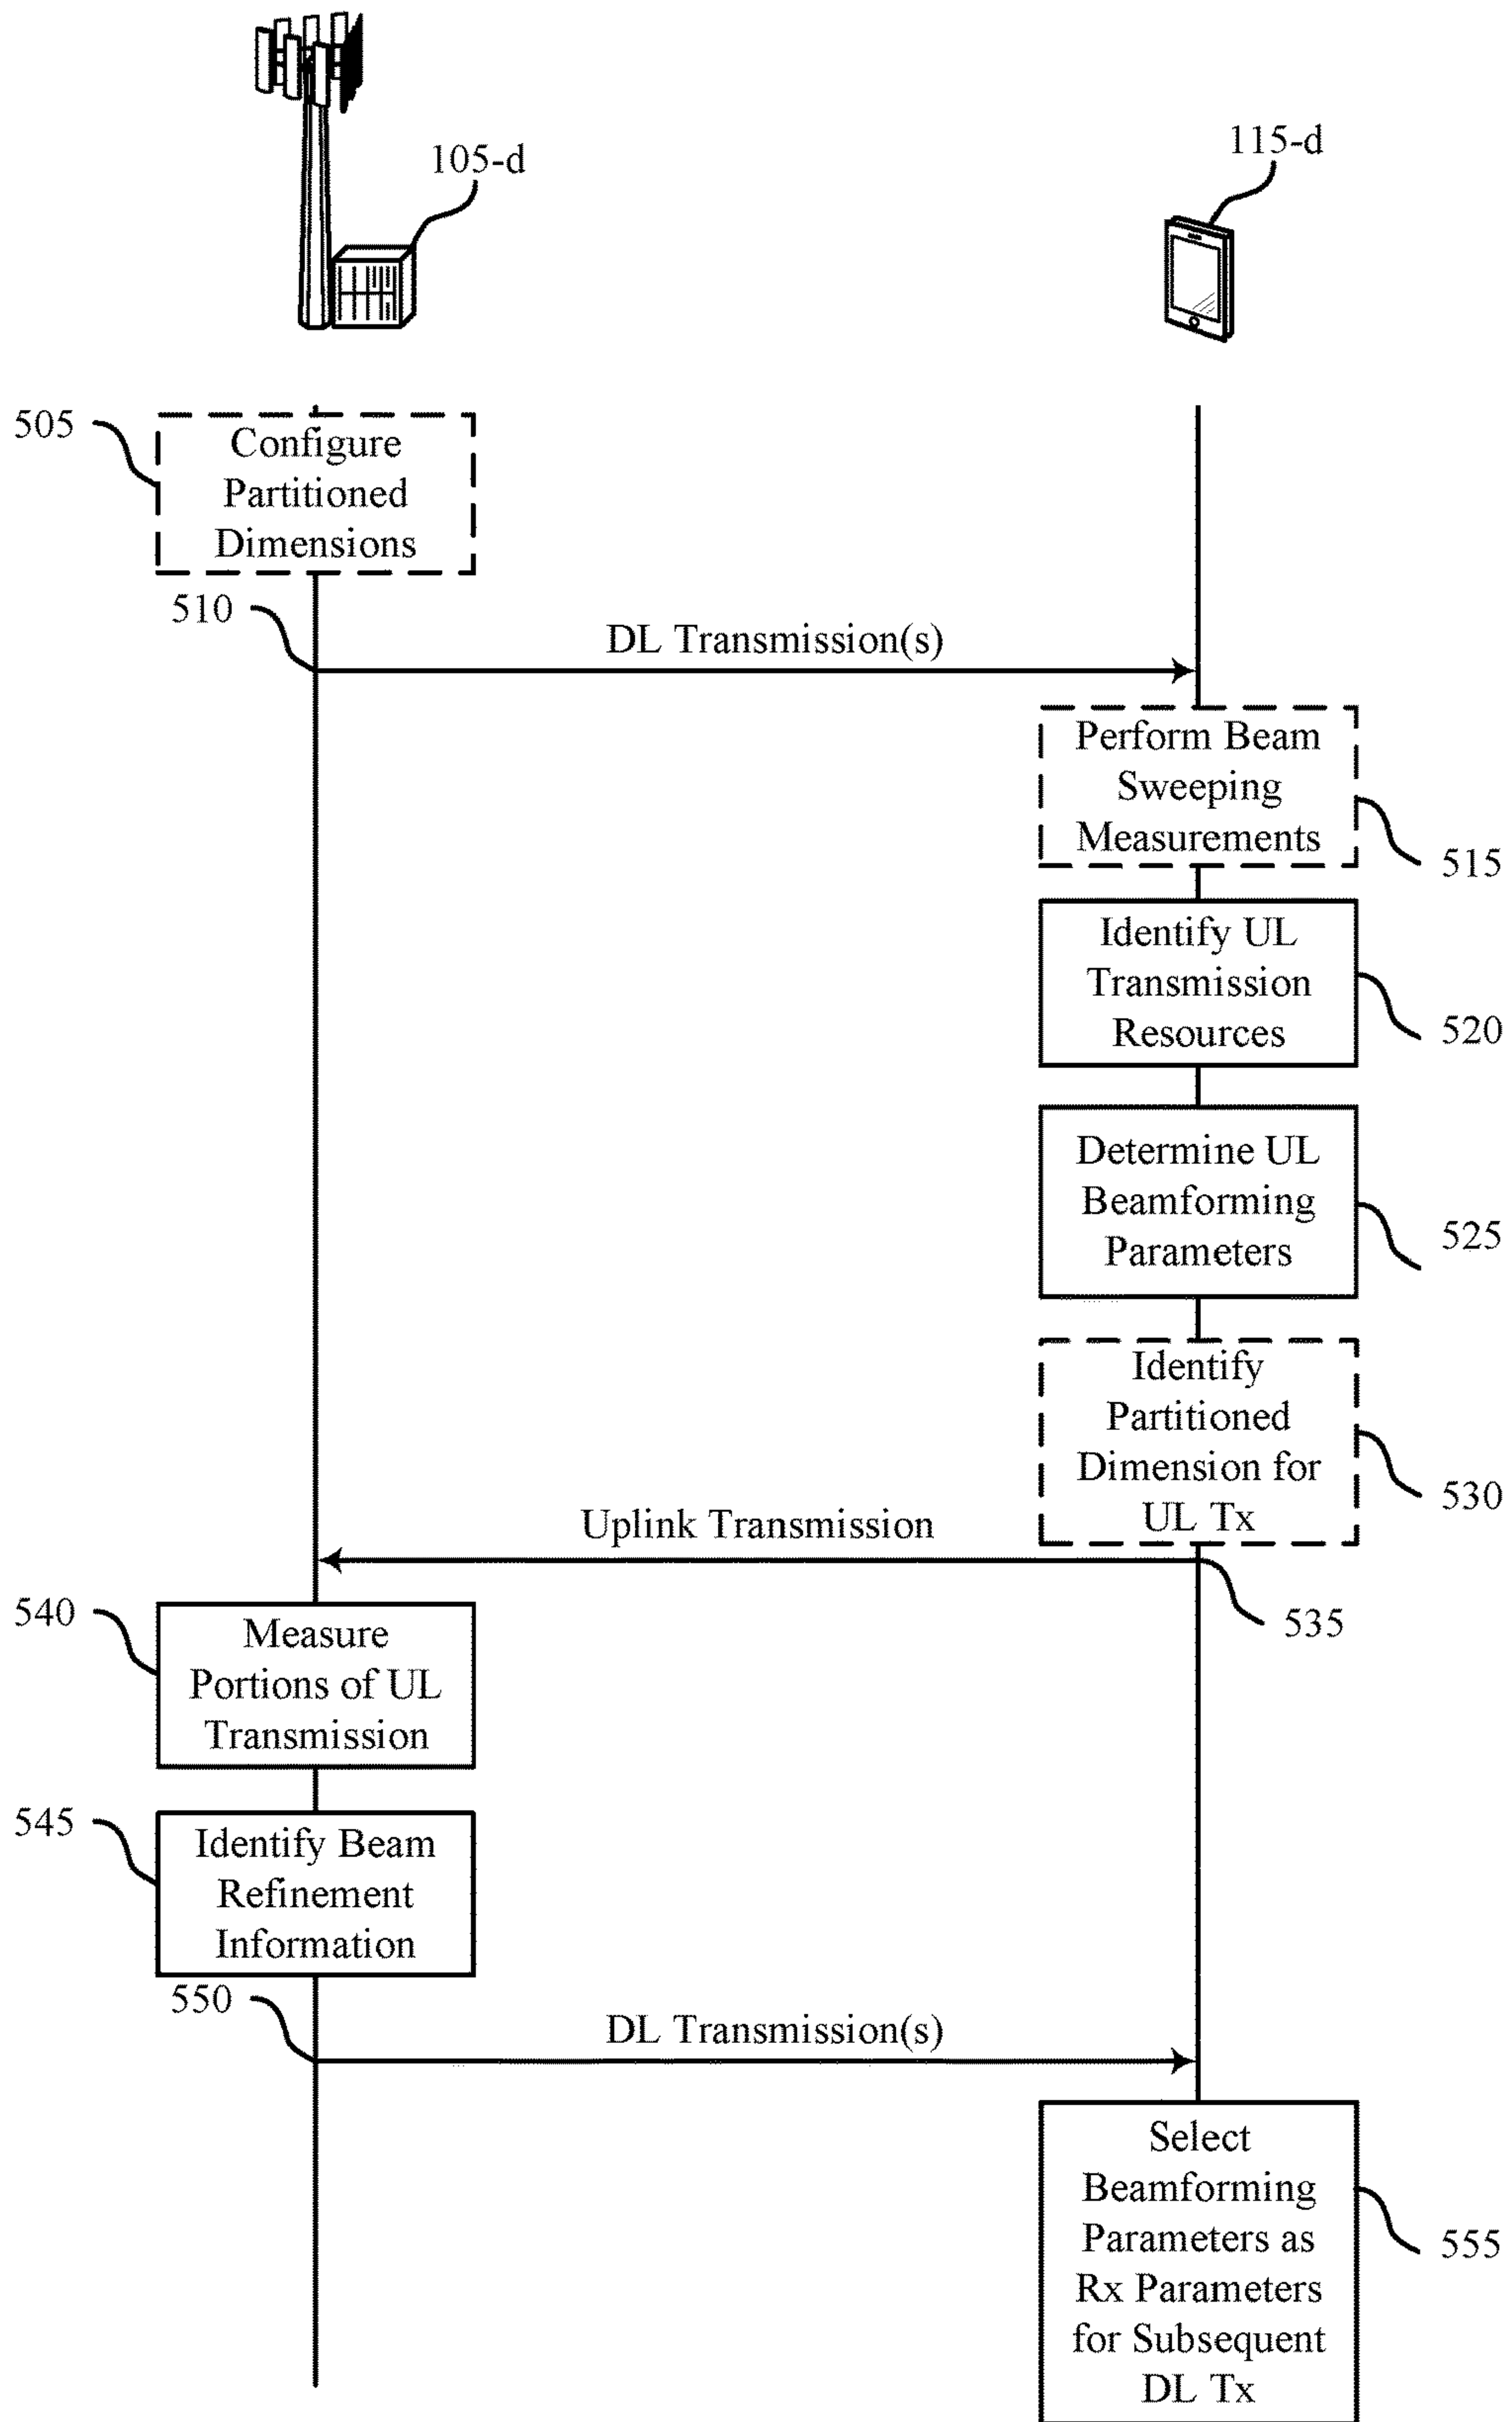 105-d
115-d
505
Configure
Partitioned
Dimensions
510
DL Transmission(s)
Perform Beam
Sweeping
Measurements
515
Identify UL
Transmission
Resources
520
Determine UL
Beamforming
Parameters
525
Identify
Partitioned
Dimension for
UL Tx
530
Uplink Transmission
535
540
Measure
Portions of UL
Transmission
545
Identify Beam
Refinement
Information
550
DL Transmission(s)
Select
Beamforming
Parameters as
Rx Parameters
for Subsequent
DL Tx
555